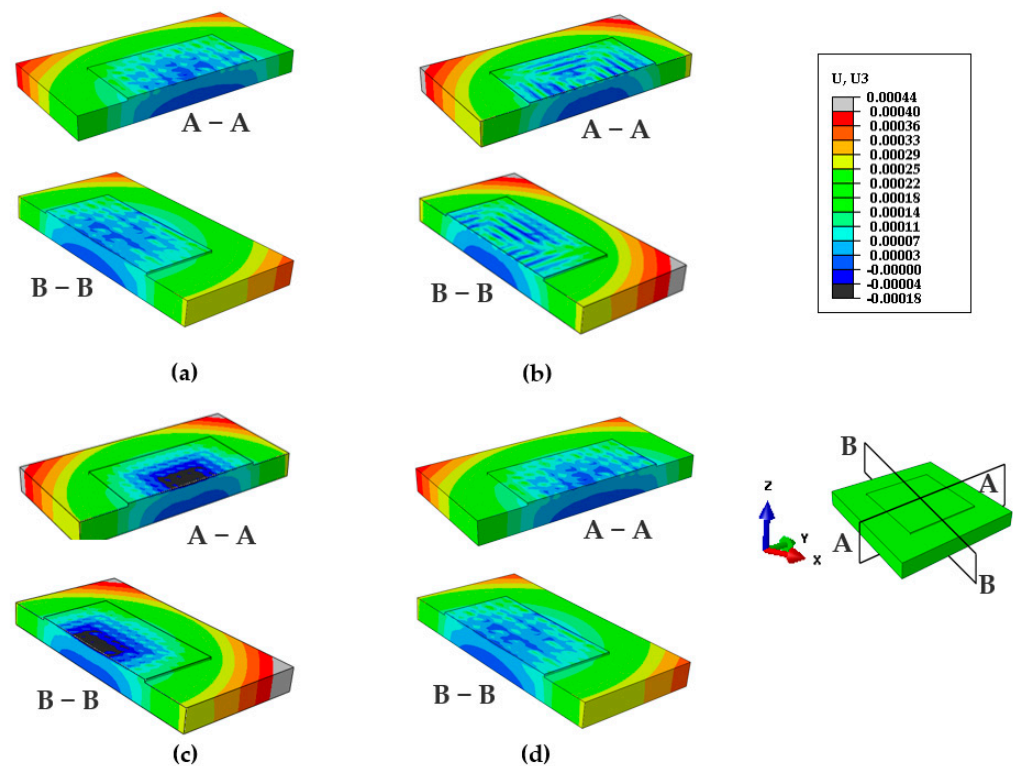 A – A
B – B
(a)
A – A
B – B
(b)
U, U3
0.00044
0.00040
0.00036
0.00033
0.00029
0.00025
0.00022
0.00018
0.00014
0.00011
0.00007
0.00003
-0.00000
-0.00004
-0.00018
A – A
B – B
(c)
A – A
B – B
(d)
Z
Y
X
B
A
A
B